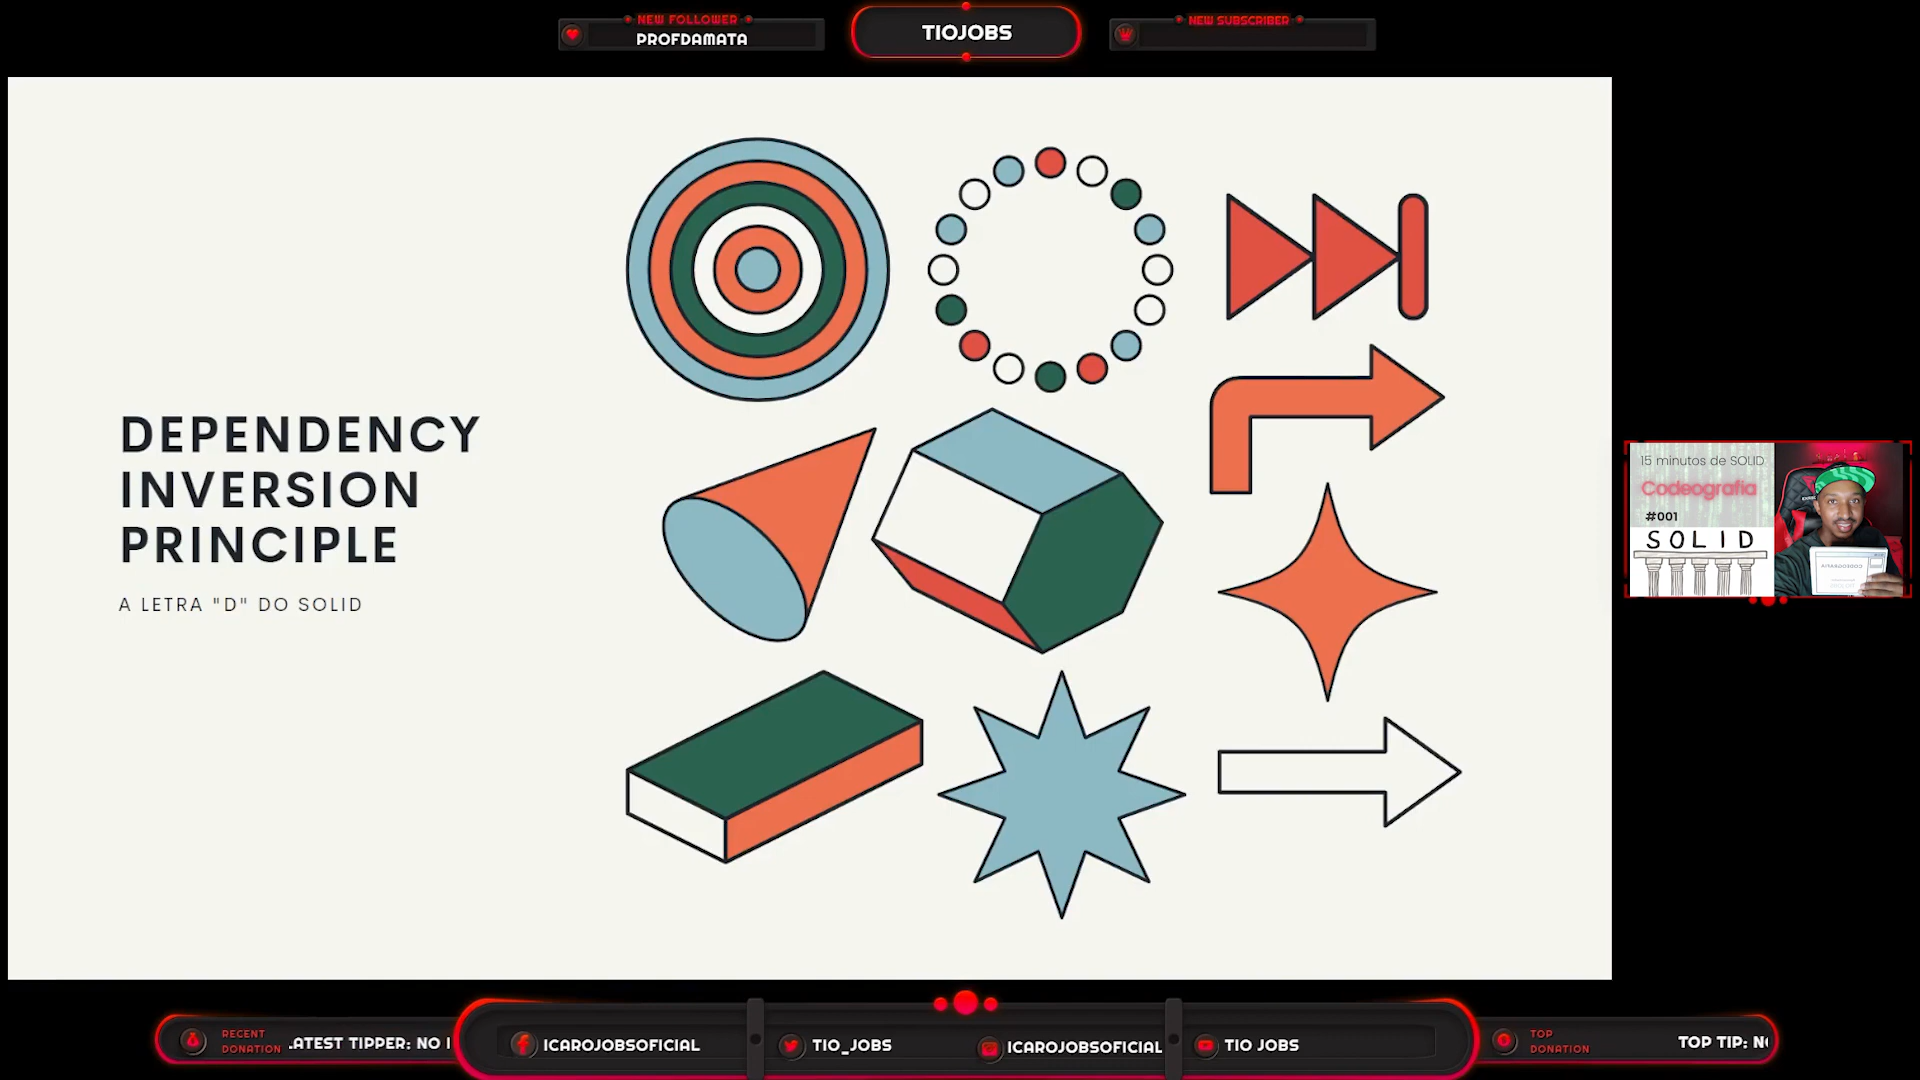 NEW FOLLOWER
PROFDAMATA
TIOJOBS
NEW SUBSCRIBER
DEPENDENCY
INVERSION
PRINCIPLE
A LETRA "D" DO SOLID
15 minutos de SOLID
Codeografia
#001
SOLID
RECENT
DONATION
ATEST TIPPER: NO
ICAROJOBSOFICIAL
TIO_JOBS
ICAROJOBSOFICIAL
TIO JOBS
TOP
DONATION
TOP TIP: